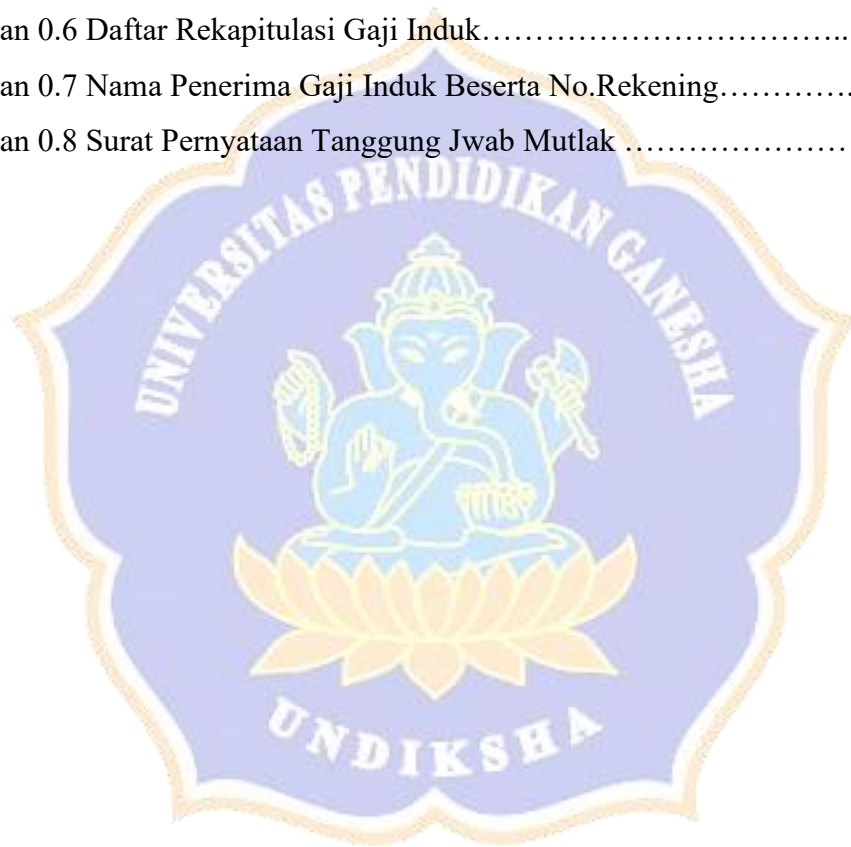 an 0.6 Daftar Rekapitulasi Gaji Induk……………………………..
an 0.7 Nama Penerima Gaji Induk Beserta No.Rekening………….
an 0.8 Surat Pernyataan Tanggung Jwab Mutlak …………………
UNIVERSITAS PENDIDIKAN GANESHA
UNDIKSHA